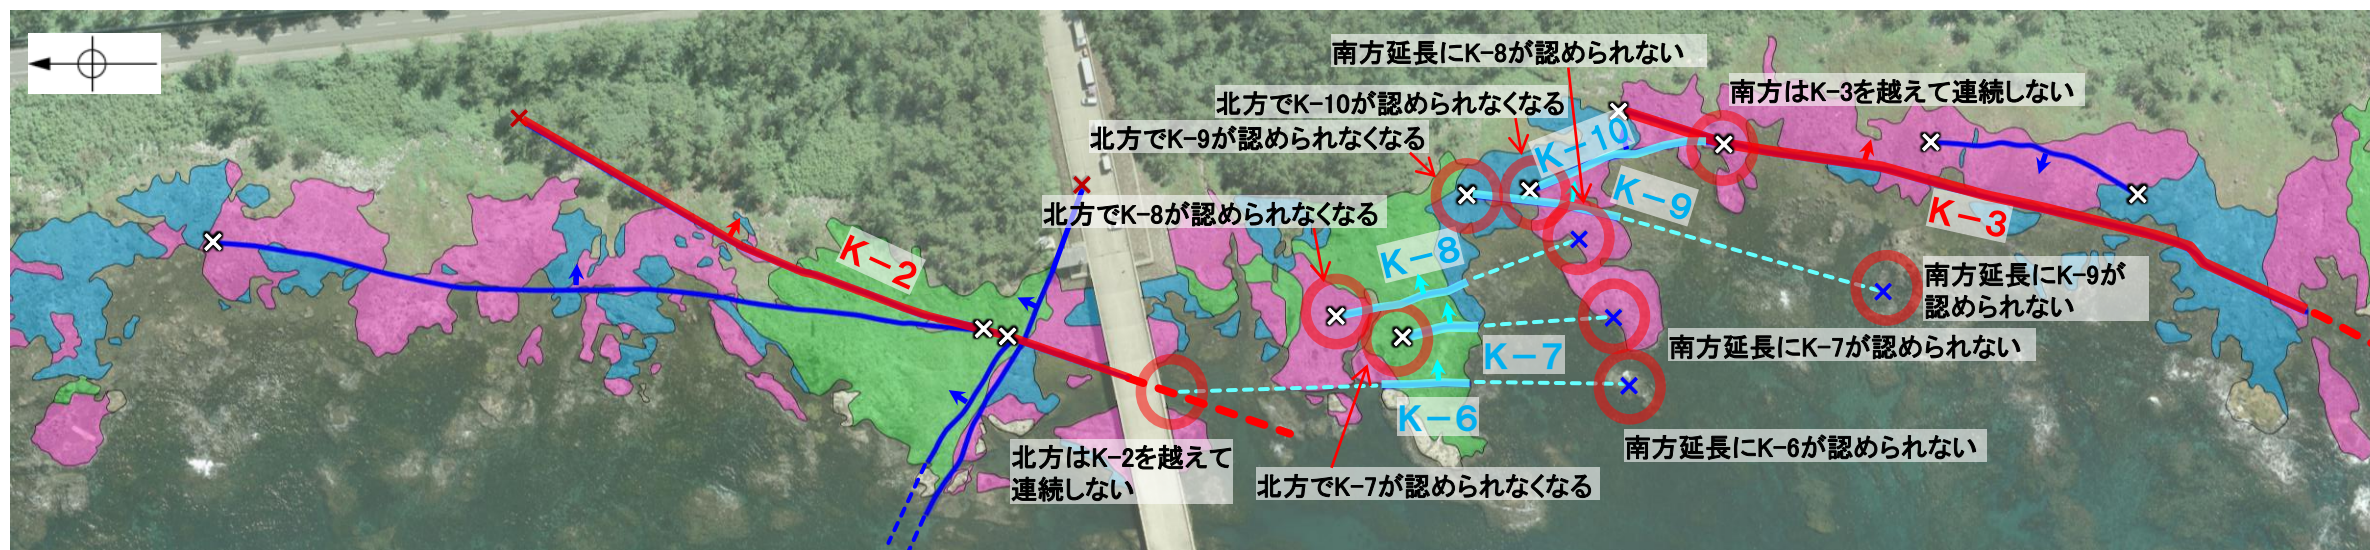 南方延長にK-8が認められない
北方でK-10が認められなくなる
北方でK-9が認められなくなる
南方はK-3を越えて連続しない
K-10
K-9
北方でK-8が認められなくなる
K-8
K-2
K-3
南方延長にK-9が
認められない
K-7
南方延長にK-7が認められない
K-6
南方延長にK-6が認められない
北方はK-2を越えて
連続しない
北方でK-7が認められなくなる